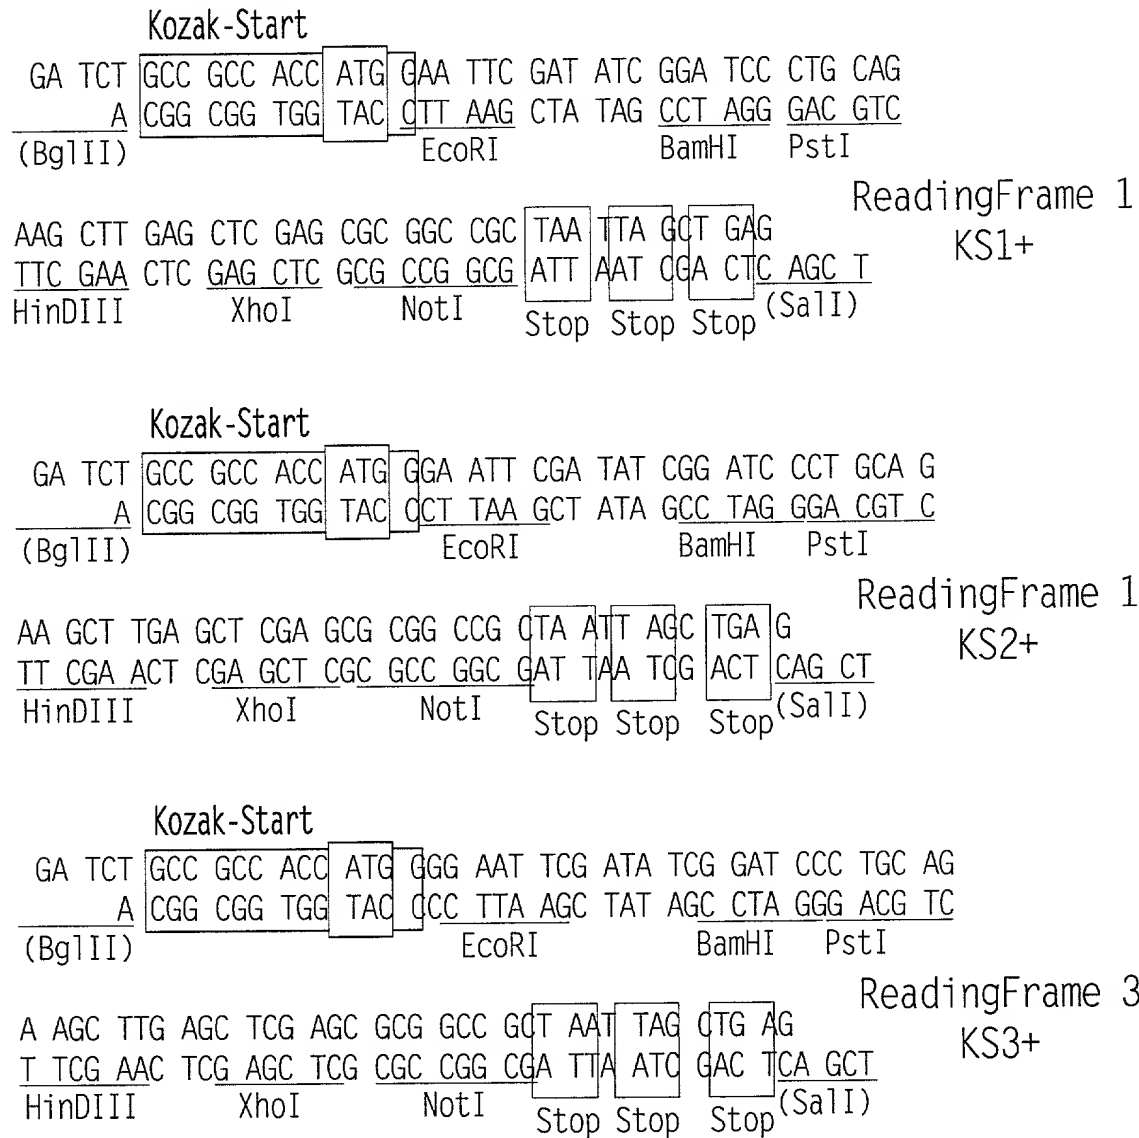 Kozak-Start
GA TCT GCC GCC ACC ATG GAA TTC GAT ATC GGA TCC CTG CAG
A CGG CGG TGG TAC CTT AAG CTA TAG CCT AGG GAC GTC
(BglII) EcoRI BamHI PstI
ReadingFrame 1
KS1+
AAG CTT GAG CTC GAG CGC GGC CGC TAA TTA GCT GAG
TTC GAA CTC GAG CTC GCG CCG GCG ATT AAT CGA CTC AGC T
HinDIII XhoI NotI Stop Stop Stop (SalI)
Kozak-Start
GA TCT GCC GCC ACC ATG GGA ATT CGA TAT CGG ATC CCT GCA G
A CGG CGG TGG TAC CCT TAA GCT ATA GCC TAG GGA CGT C
(BglII) EcoRI BamHI PstI
ReadingFrame 1
KS2+
AA GCT TGA GCT CGA GCG CGG CCG CTA ATT AGC TGA G
TT CGA ACT CGA GCT CGC GCC GGC GAT TAA TCG ACT CAG CT
HinDIII XhoI NotI Stop Stop Stop (SalI)
Kozak-Start
GA TCT GCC GCC ACC ATG GGG AAT TCG ATA TCG GAT CCC TGC AG
A CGG CGG TGG TAC CCC TTA AGC TAT AGC CTA GGG ACG TC
(BglII) EcoRI BamHI PstI
ReadingFrame 3
KS3+
A AGC TTG AGC TCG AGC GCG GCC GCT AAT TAG CTG AG
T TCG AAC TCG AGC TCG CGC CGG CGA TTA ATC GAC TCA GCT
HinDIII XhoI NotI Stop Stop Stop (SalI)